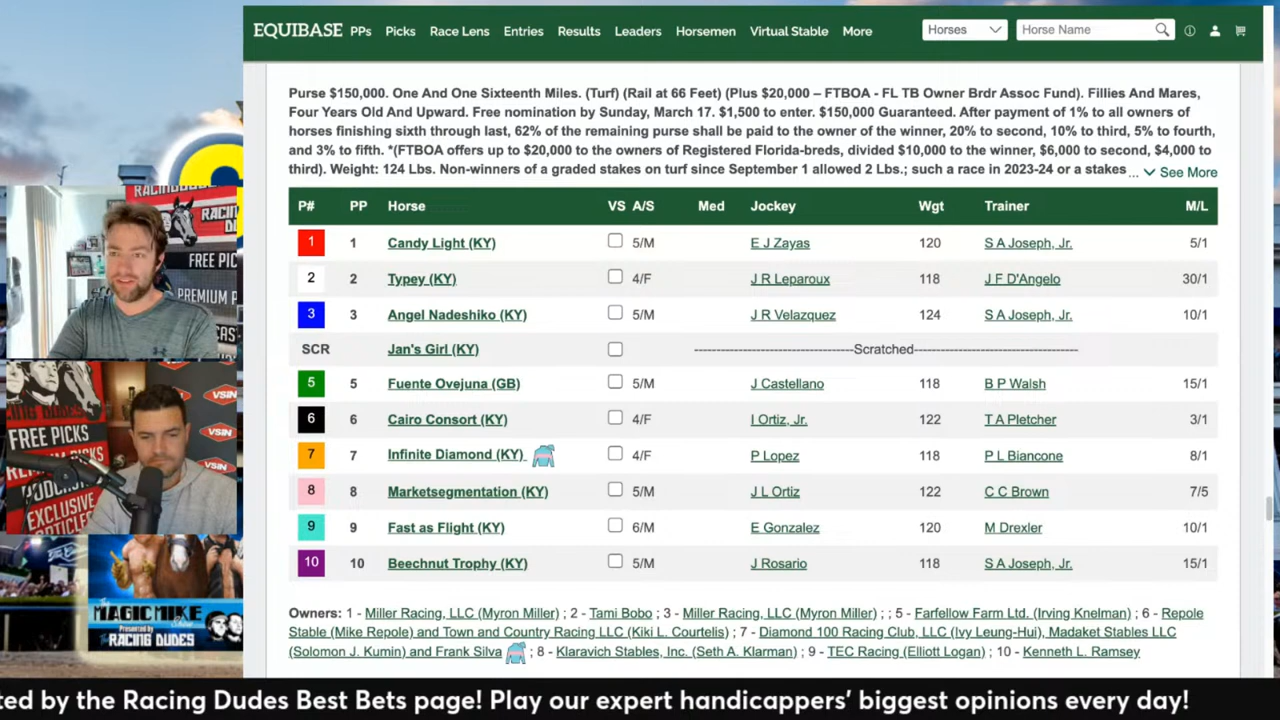 EQUIBASE PPs Picks Race Lens Entries Results Leaders Horsemen Virtual Stable More Horses Horse Name
Purse $150,000. One And One Sixteenth Miles. (Turf) (Rail at 66 Feet) (Plus $20,000 – FTBOA - FL TB Owner Brdr Assoc Fund). Fillies And Mares,
Four Years Old And Upward. Free nomination by Sunday, March 17. $1,500 to enter. $150,000 Guaranteed. After payment of 1% to all owners of
horses finishing sixth through last, 62% of the remaining purse shall be paid to the owner of the winner, 20% to second, 10% to third, 5% to fourth,
and 3% to fifth. *(FTBOA offers up to $20,000 to the owners of Registered Florida-breds, divided $10,000 to the winner, $6,000 to second, $4,000 to
third). Weight: 124 Lbs. Non-winners of a graded stakes on turf since September 1 allowed 2 Lbs.; such a race in 2023-24 or a stakes ... See More
P# PP Horse VS A/S Med Jockey Wgt Trainer M/L
1 1 Candy Light (KY) 5/M E J Zayas 120 S A Joseph, Jr. 5/1
2 2 Typey (KY) 4/F J R Leparoux 118 J F D'Angelo 30/1
3 3 Angel Nadeshiko (KY) 5/M J R Velazquez 124 S A Joseph, Jr. 10/1
SCR Jan's Girl (KY) ---Scratched---
5 5 Fuente Ovejuna (GB) 5/M J Castellano 118 B P Walsh 15/1
6 6 Cairo Consort (KY) 4/F I Ortiz, Jr. 122 T A Pletcher 3/1
7 7 Infinite Diamond (KY) 4/F P Lopez 118 P L Biancone 8/1
8 8 Marketsegmentation (KY) 5/M J L Ortiz 122 C C Brown 7/5
9 9 Fast as Flight (KY) 6/M E Gonzalez 120 M Drexler 10/1
10 10 Beechnut Trophy (KY) 5/M J Rosario 118 S A Joseph, Jr. 15/1
Owners: 1 - Miller Racing, LLC (Myron Miller) ; 2 - Tami Bobo ; 3 - Miller Racing, LLC (Myron Miller) ; ; 5 - Farfellow Farm Ltd. (Irving Knelman) ; 6 - Repole
Stable (Mike Repole) and Town and Country Racing LLC (Kiki L. Courtelis) ; 7 - Diamond 100 Racing Club, LLC (Ivy Leung-Hui), Madaket Stables LLC
(Solomon J. Kumin) and Frank Silva ; 8 - Klaravich Stables, Inc. (Seth A. Klarman) ; 9 - TEC Racing (Elliott Logan) ; 10 - Kenneth L. Ramsey
FREE PIC
PREMIUM P
FREE PICKS
EXCLUSIVE
ARTICLES
VSIN
VSIN
VSIN
THE
MAGIC MIKE
SHOW
Presented by
THE RACING DUDES
ted by the Racing Dudes Best Bets page! Play our expert handicappers' biggest opinions every day!